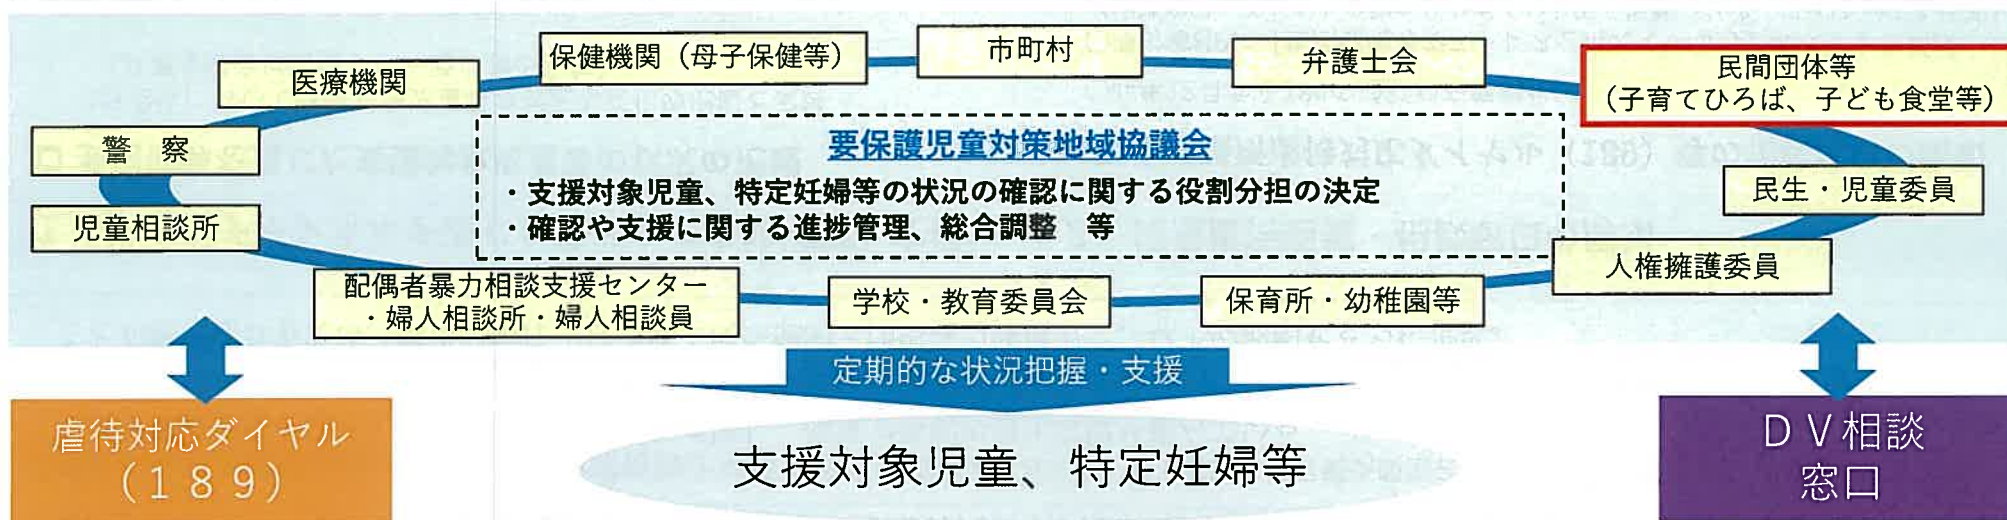 保健機関（母子保健等）
市町村
弁護士会
民間団体等
（子育てひろば、子ども食堂等）
医療機関
警　察
児童相談所
要保護児童対策地域協議会
・支援対象児童、特定妊婦等の状況の確認に関する役割分担の決定
・確認や支援に関する進捗管理、総合調整　等
民生・児童委員
人権擁護委員
配偶者暴力相談支援センター
・婦人相談所・婦人相談員
学校・教育委員会
保育所・幼稚園等
定期的な状況把握・支援
虐待対応ダイヤル
（１８９）
支援対象児童、特定妊婦等
ＤＶ相談
窓口